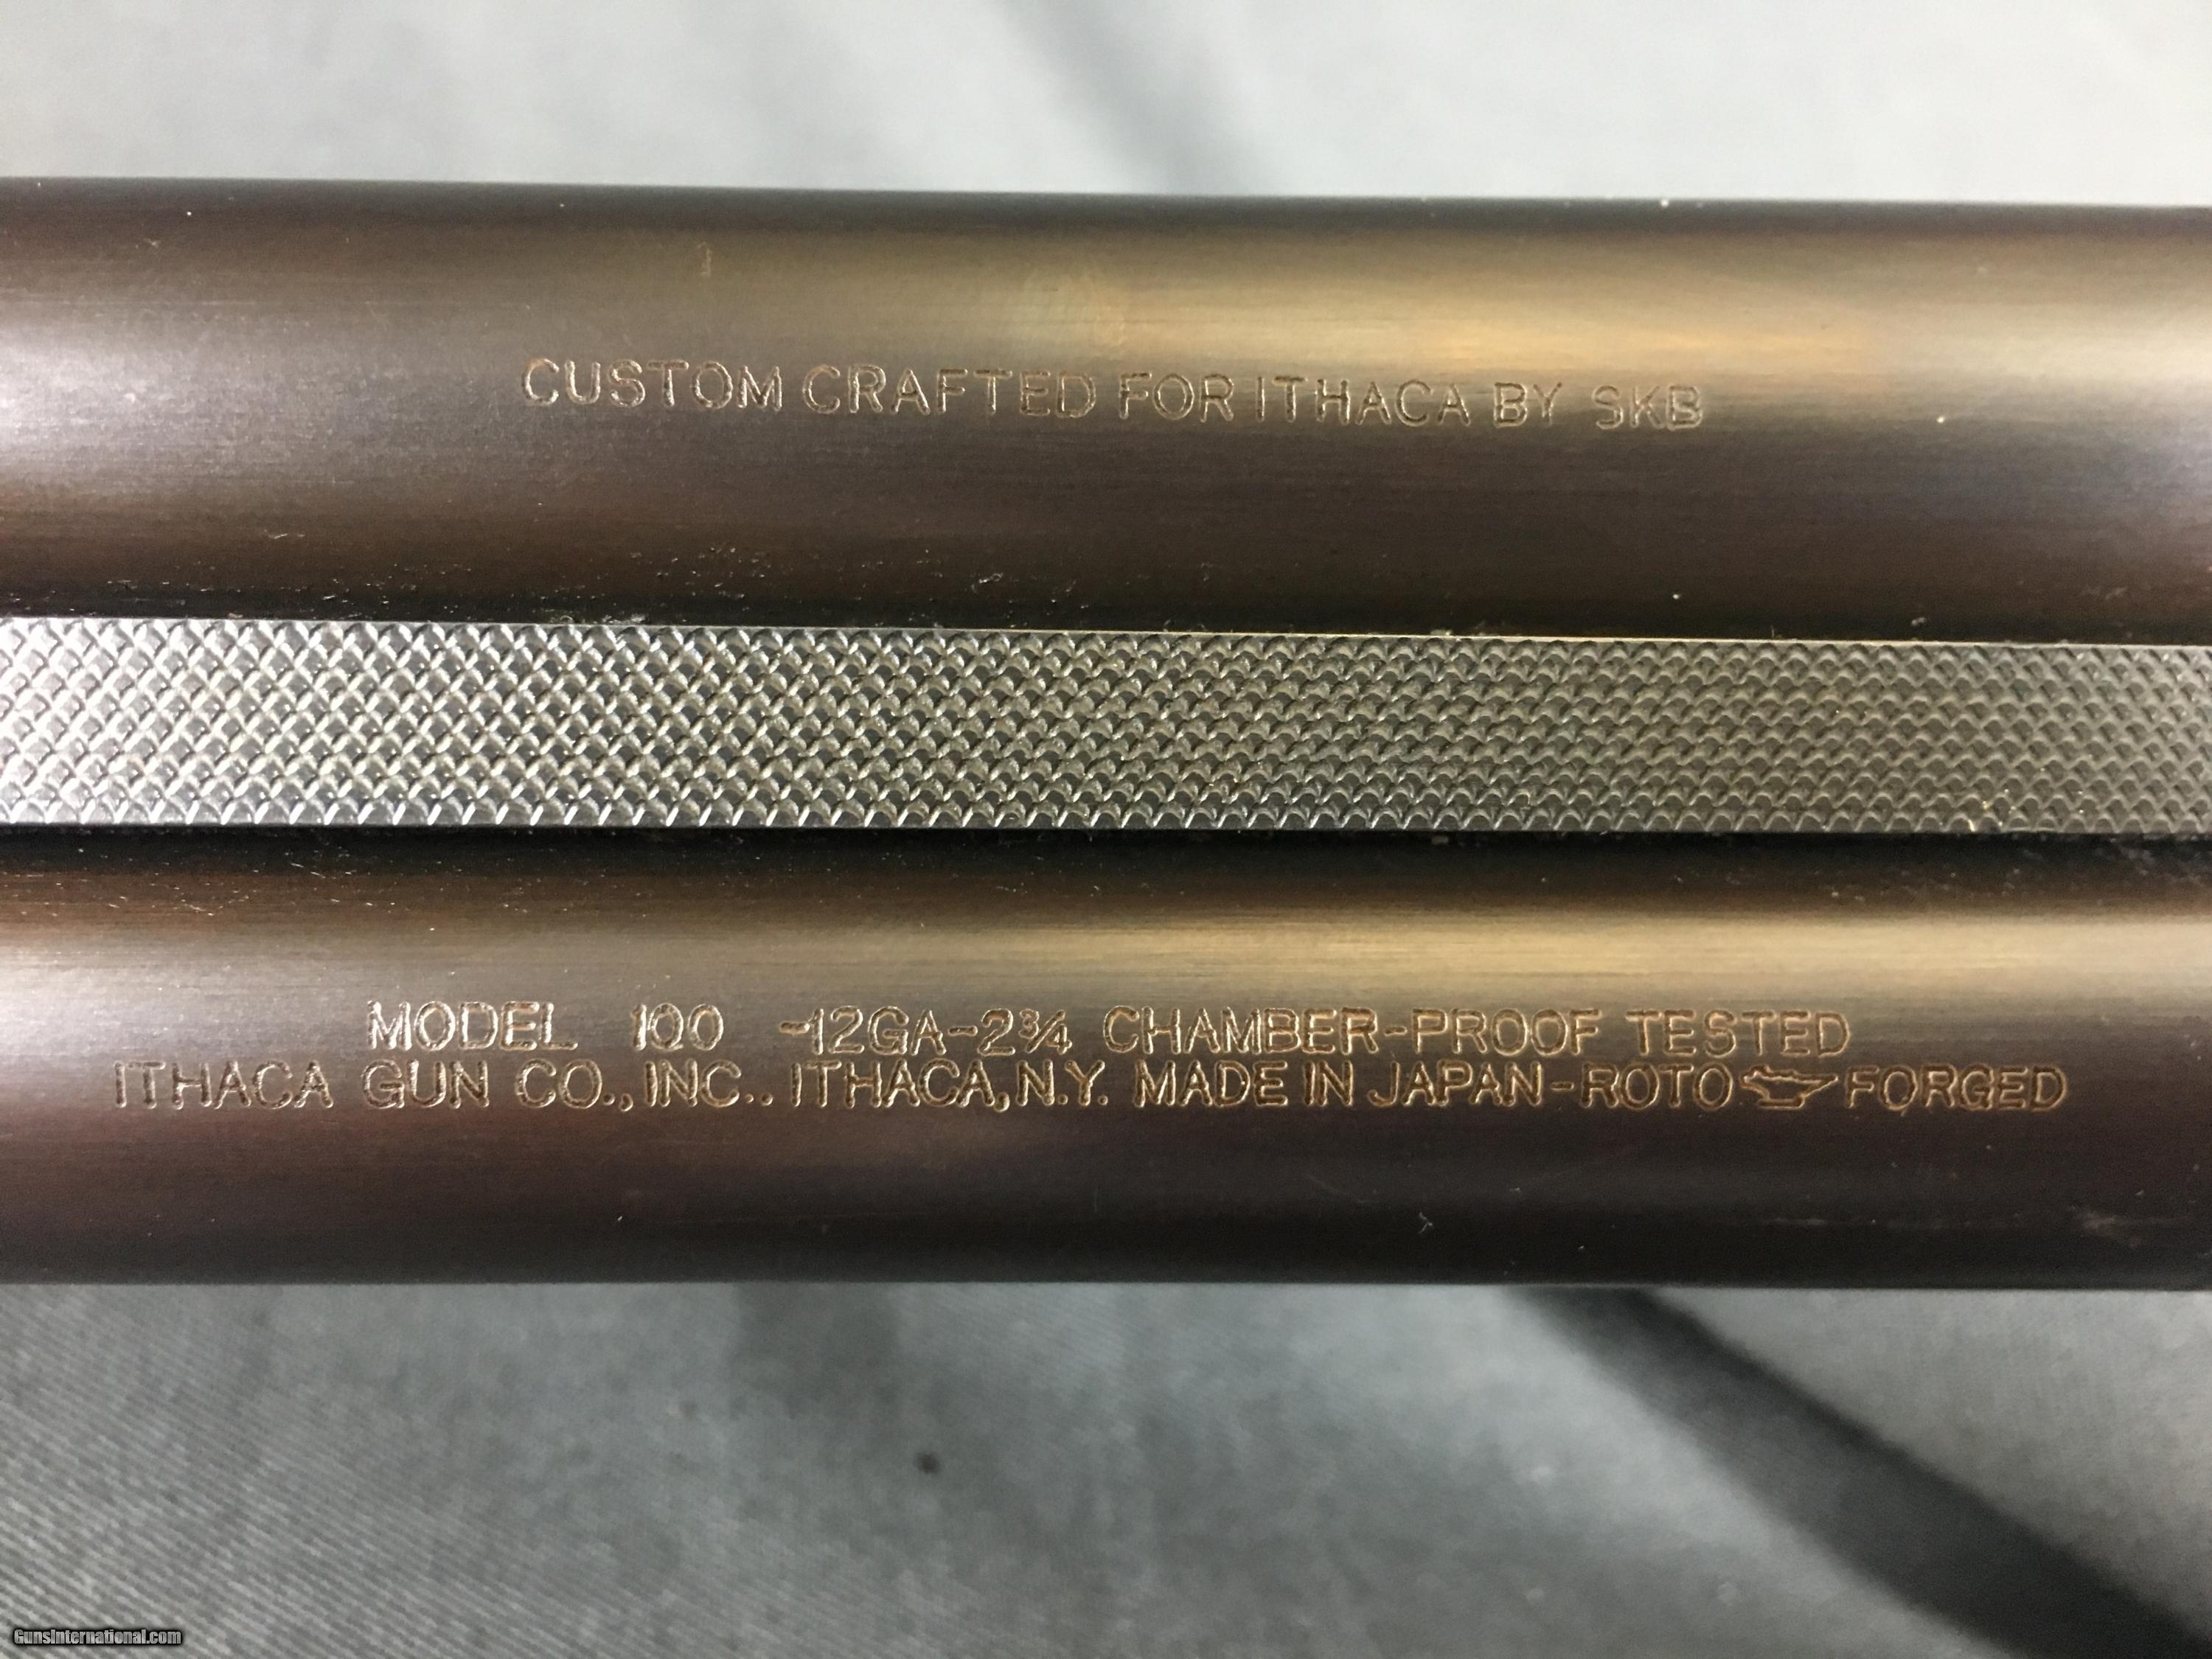 CUSTOM CRAFTED FOR ITHACA BY SKB
MODEL 100 -12GA-2¾ CHAMBER-PROOF TESTED
ITHACA GUN CO., INC.. ITHACA, N.Y. MADE IN JAPAN-ROTO FORGED
GunsInternational.com